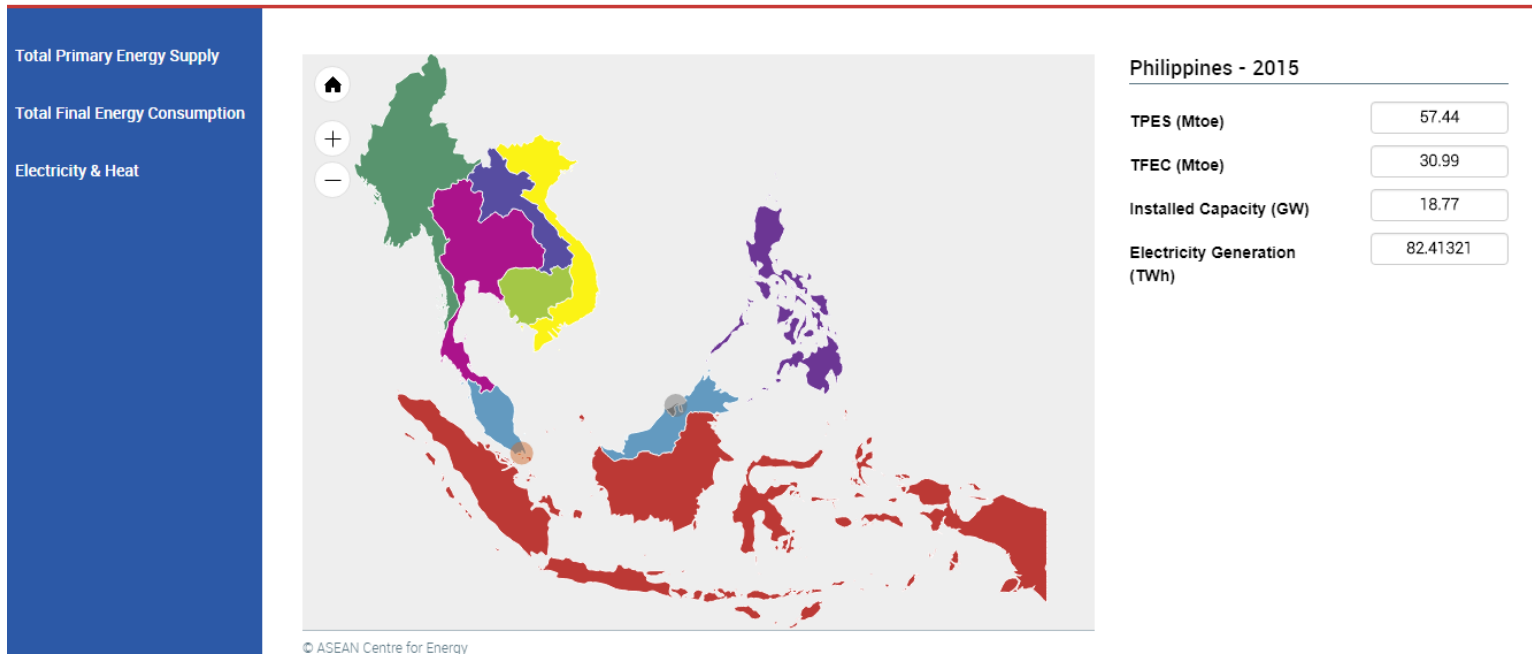 Total Primary Energy Supply
Total Final Energy Consumption
Electricity & Heat
+
−
© ASEAN Centre for Energy
Philippines - 2015
TPES (Mtoe) 57.44
TFEC (Mtoe) 30.99
Installed Capacity (GW) 18.77
Electricity Generation 82.41321
(TWh)